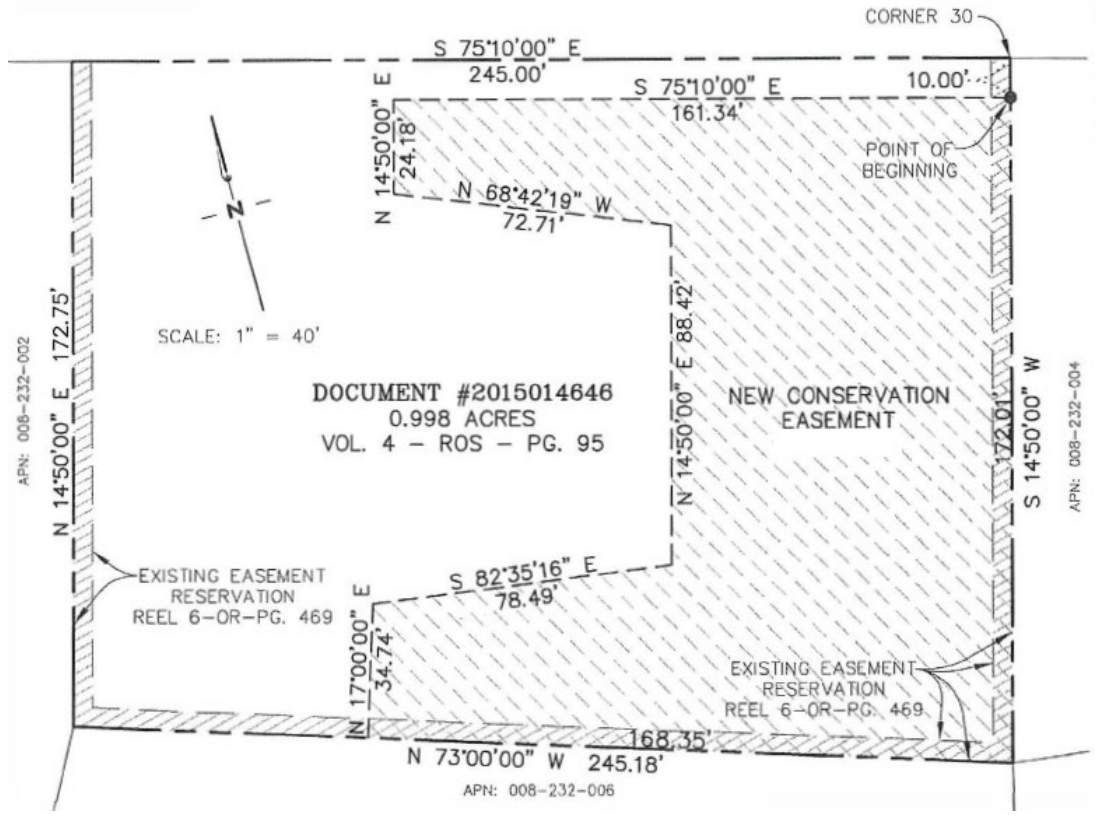 CORNER 30
S 75°10'00" E
245.00'
S 75°10'00" E
161.34'
10.00'
POINT OF
BEGINNING
N 14°50'00" E
24.18'
N 68°42'19" W
72.71'
N
SCALE: 1" = 40'
N 14°50'00" E 172.75'
APN: 008-232-002
DOCUMENT #2015014646
0.998 ACRES
VOL. 4 - ROS - PG. 95
N 14°50'00" E 88.42'
NEW CONSERVATION
EASEMENT
172.01'
S 14°50'00" W
APN: 008-232-004
EXISTING EASEMENT
RESERVATION
REEL 6-OR-PG. 469
S 82°35'16" E
78.49'
N 17°00'00" E
34.74'
EXISTING EASEMENT
RESERVATION
REEL 6-OR-PG. 469
168.35'
N 73°00'00" W 245.18'
APN: 008-232-006